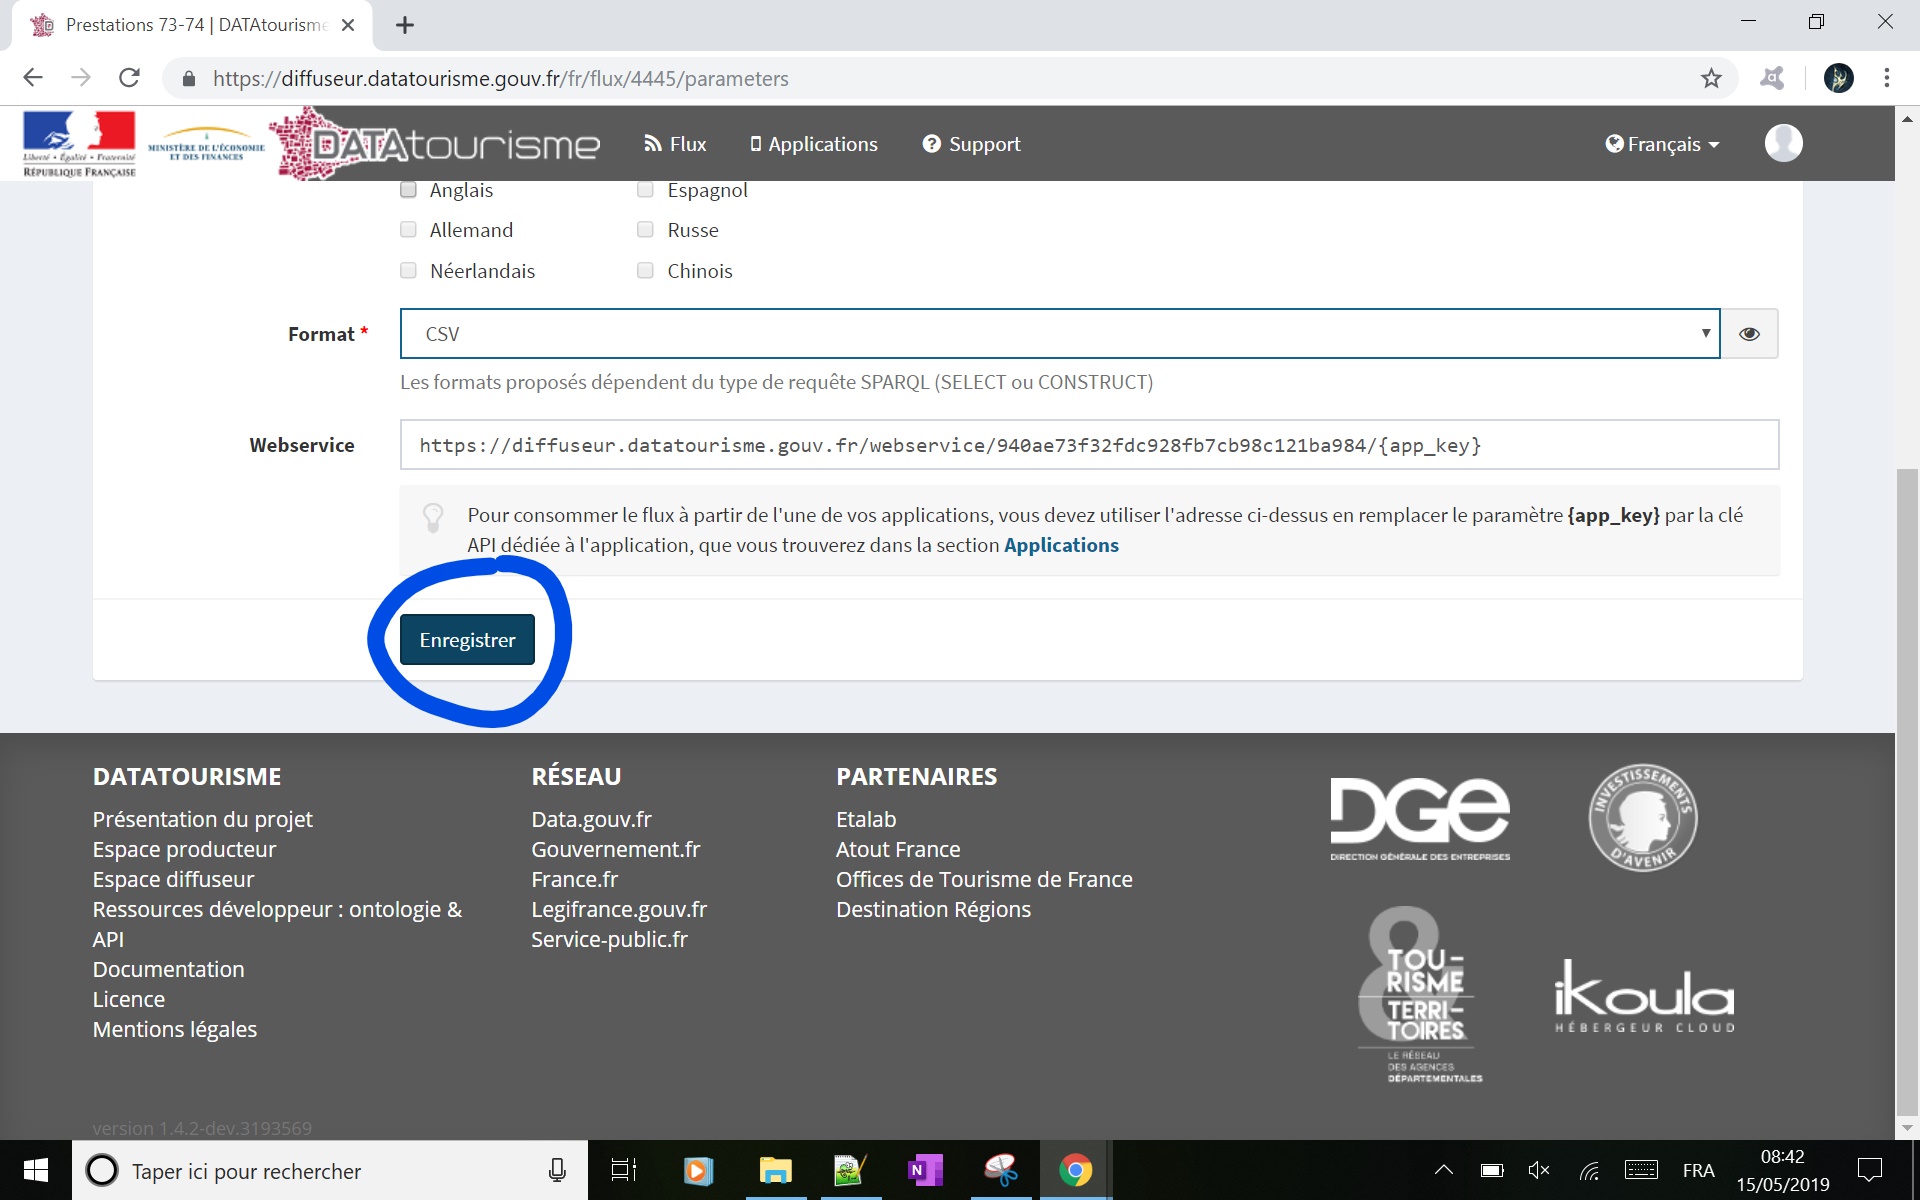 Prestations 73-74 | DATAtourisme
https://diffuseur.datatourisme.gouv.fr/fr/flux/4445/parameters
Liberté • Égalité • Fraternité
RÉPUBLIQUE FRANÇAISE
MINISTÈRE DE L'ÉCONOMIE
ET DES FINANCES
DATAtourisme
Flux
Applications
Support
Français
Anglais
Espagnol
Allemand
Russe
Néerlandais
Chinois
Format *
CSV
Les formats proposés dépendent du type de requête SPARQL (SELECT ou CONSTRUCT)
Webservice
https://diffuseur.datatourisme.gouv.fr/webservice/940ae73f32fdc928fb7cb98c121ba984/{app_key}
Pour consommer le flux à partir de l'une de vos applications, vous devez utiliser l'adresse ci-dessus en remplacer le paramètre {app_key} par la clé
API dédiée à l'application, que vous trouverez dans la section Applications
Enregistrer
DATATOURISME
Présentation du projet
Espace producteur
Espace diffuseur
Ressources développeur : ontologie &
API
Documentation
Licence
Mentions légales
RÉSEAU
Data.gouv.fr
Gouvernement.fr
France.fr
Legifrance.gouv.fr
Service-public.fr
PARTENAIRES
Etalab
Atout France
Offices de Tourisme de France
Destination Régions
DGE
DIRECTION GÉNÉRALE DES ENTREPRISES
INVESTISSEMENTS
D'AVENIR
&
TOU-
RISME
TERRI-
TOIRES
LE RÉSEAU
DES AGENCES
DÉPARTEMENTALES
iKoula
HÉBERGEUR CLOUD
version 1.4.2-dev.3193569
Taper ici pour rechercher
N
FRA
08:42
15/05/2019